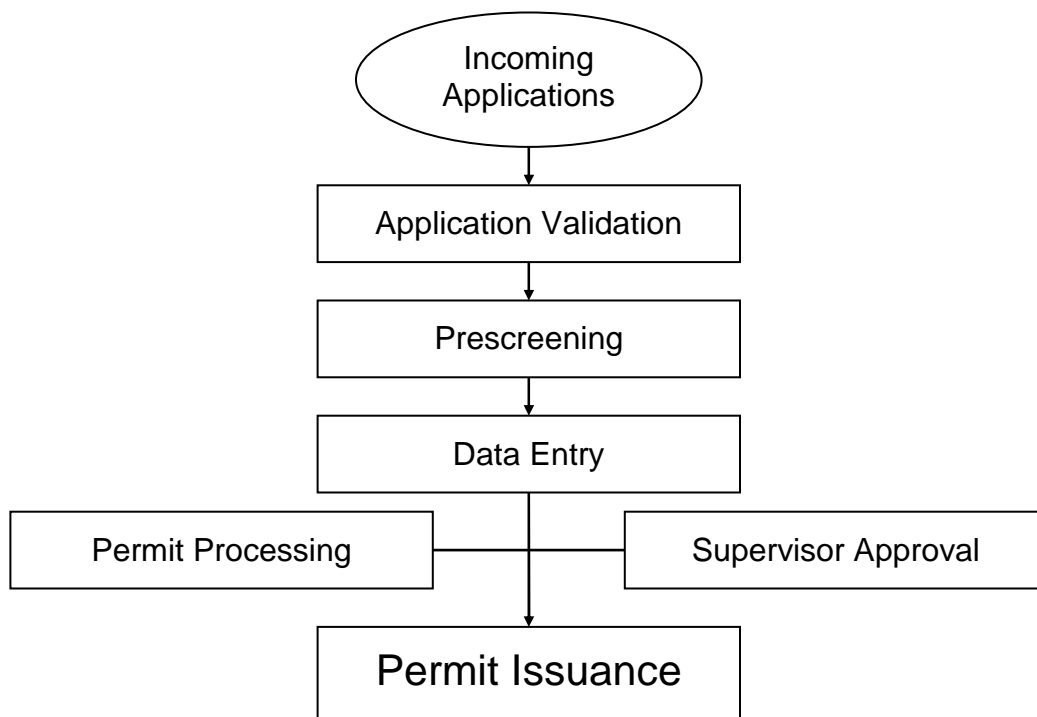 Incoming
Applications
Application Validation
Prescreening
Data Entry
Permit Processing
Supervisor Approval
Permit Issuance